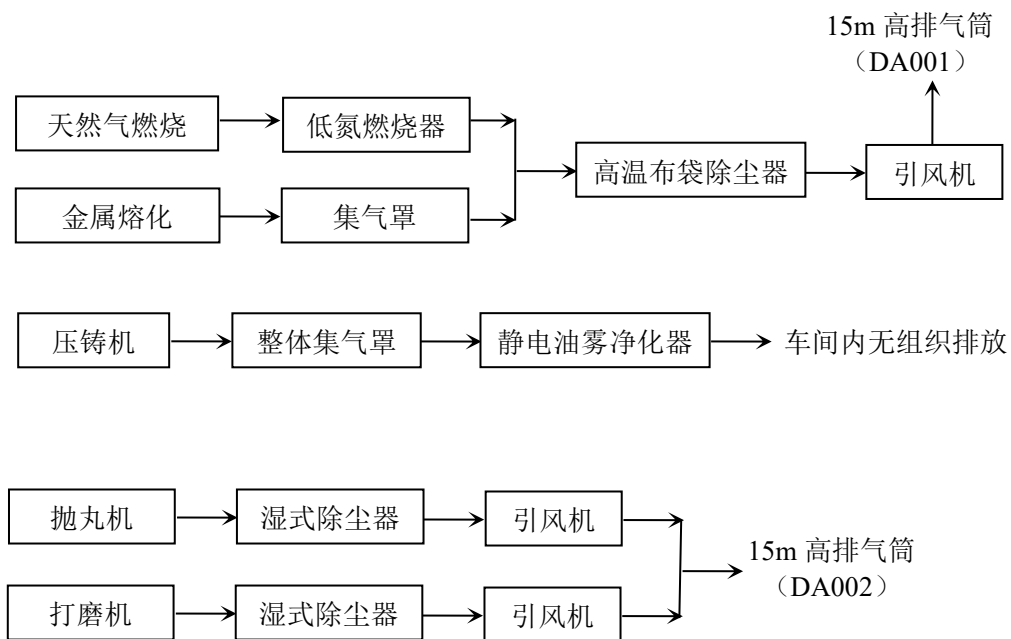 15m 高排气筒
（DA001）
天然气燃烧
低氮燃烧器
高温布袋除尘器
引风机
金属熔化
集气罩
压铸机
整体集气罩
静电油雾净化器
车间内无组织排放
抛丸机
湿式除尘器
引风机
15m 高排气筒
（DA002）
打磨机
湿式除尘器
引风机